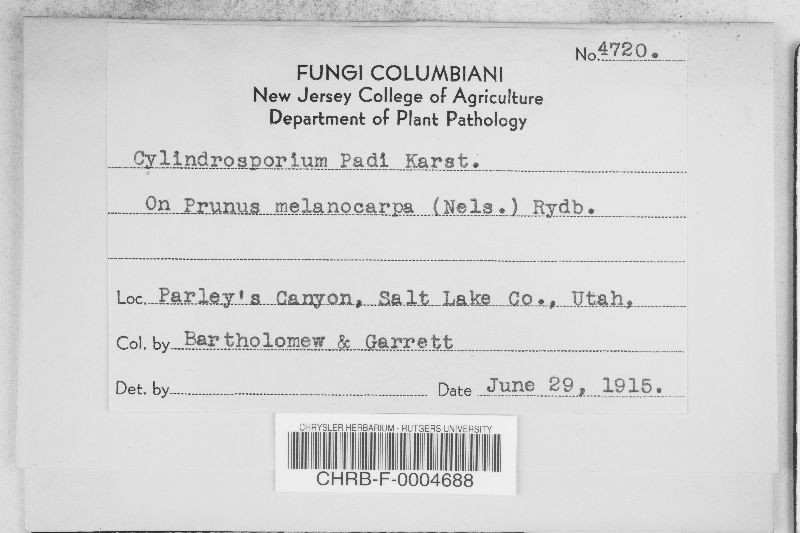 No. 4720.
FUNGI COLUMBIANI
New Jersey College of Agriculture
Department of Plant Pathology
Cylindrosporium Padi Karst.
On Prunus melanocarpa (Nels.) Rydb.
Loc. Parley's Canyon, Salt Lake Co., Utah,
Col. by Bartholomew & Garrett
Det. by Date June 29, 1915.
CHRYSLER HERBARIUM - RUTGERS UNIVERSITY
CHRB-F-0004688